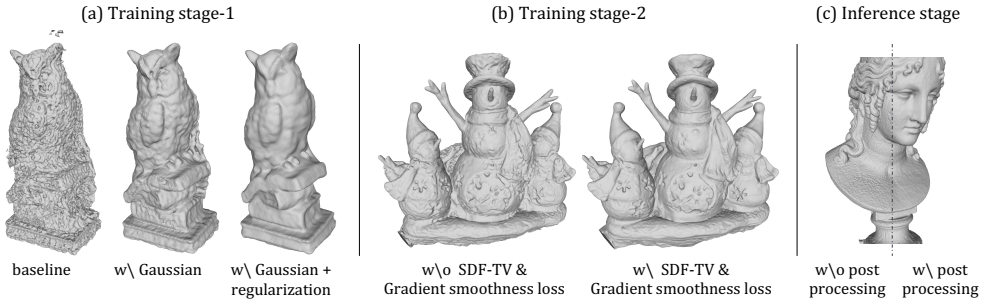 (a) Training stage-1
(b) Training stage-2
(c) Inference stage
baseline
w\ Gaussian
w\ Gaussian +
regularization
w\o SDF-TV &
Gradient smoothness loss
w\ SDF-TV &
Gradient smoothness loss
w\o post
processing
w\ post
processing